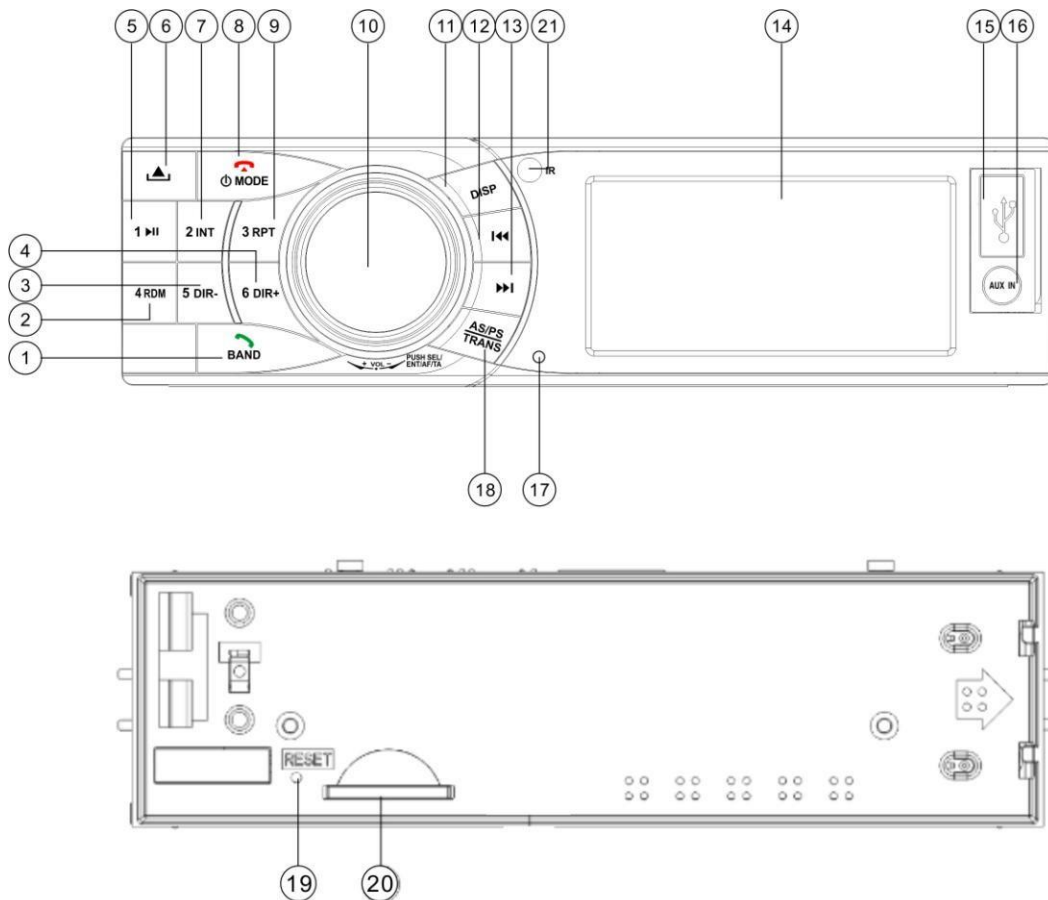 5 6 7 8 9 10 11 12 13 21 14 15 16
MODE
IR
DISP
1 2 INT 3 RPT
4
3
4 RDM 5 DIR- 6 DIR+
AUX IN
2
AS/PS
TRANS
1
BAND
+ VOL -
PUSH SEL/
ENT/AF/TA
18 17
RESET
19 20